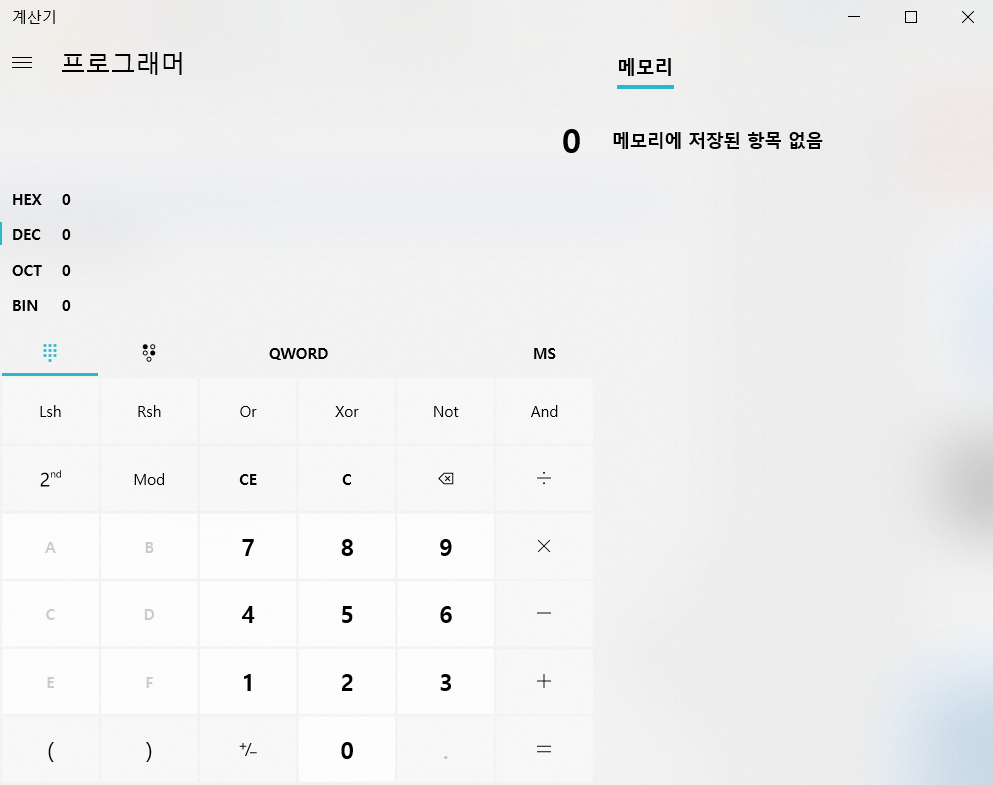 계산기
프로그래머
메모리
0
메모리에 저장된 항목 없음
HEX 0
DEC 0
OCT 0
BIN 0
QWORD MS
Lsh Rsh Or Xor Not And
2nd Mod CE C ÷
A B 7 8 9 ×
C D 4 5 6 −
E F 1 2 3 +
( ) +/− 0 . =